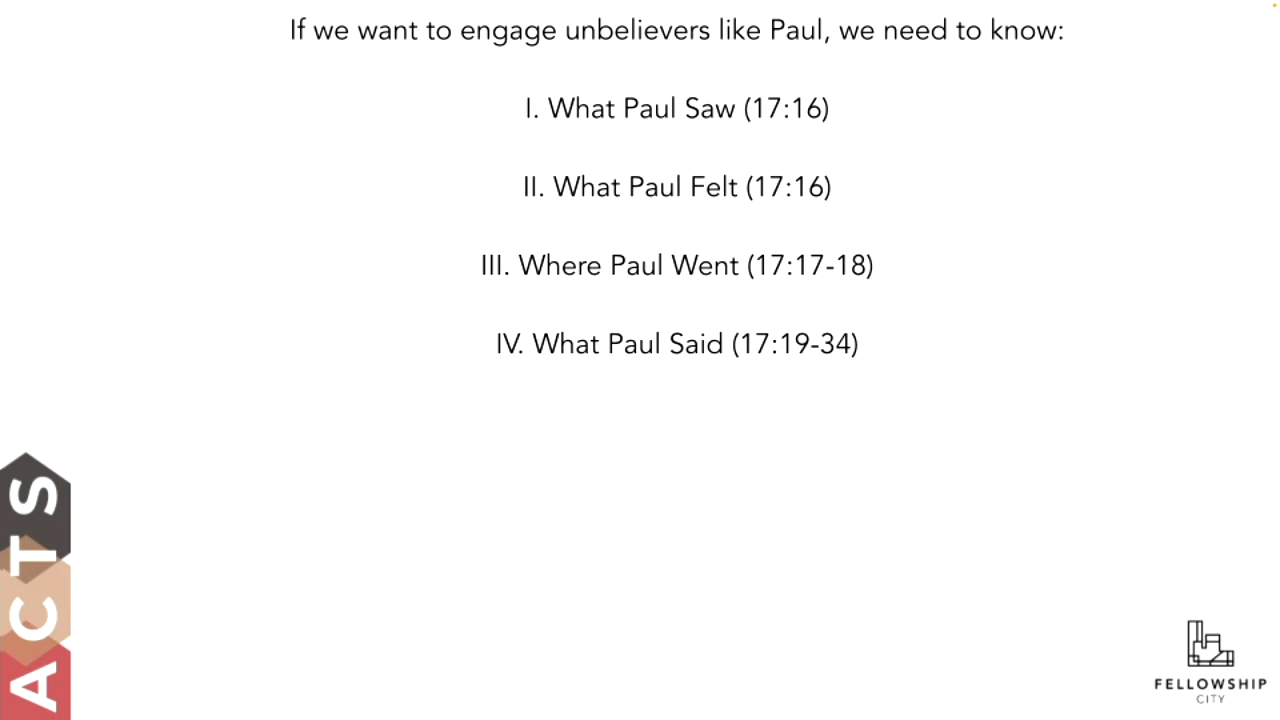 If we want to engage unbelievers like Paul, we need to know:
I. What Paul Saw (17:16)
II. What Paul Felt (17:16)
III. Where Paul Went (17:17-18)
IV. What Paul Said (17:19-34)
ACTS
FELLOWSHIP
CITY